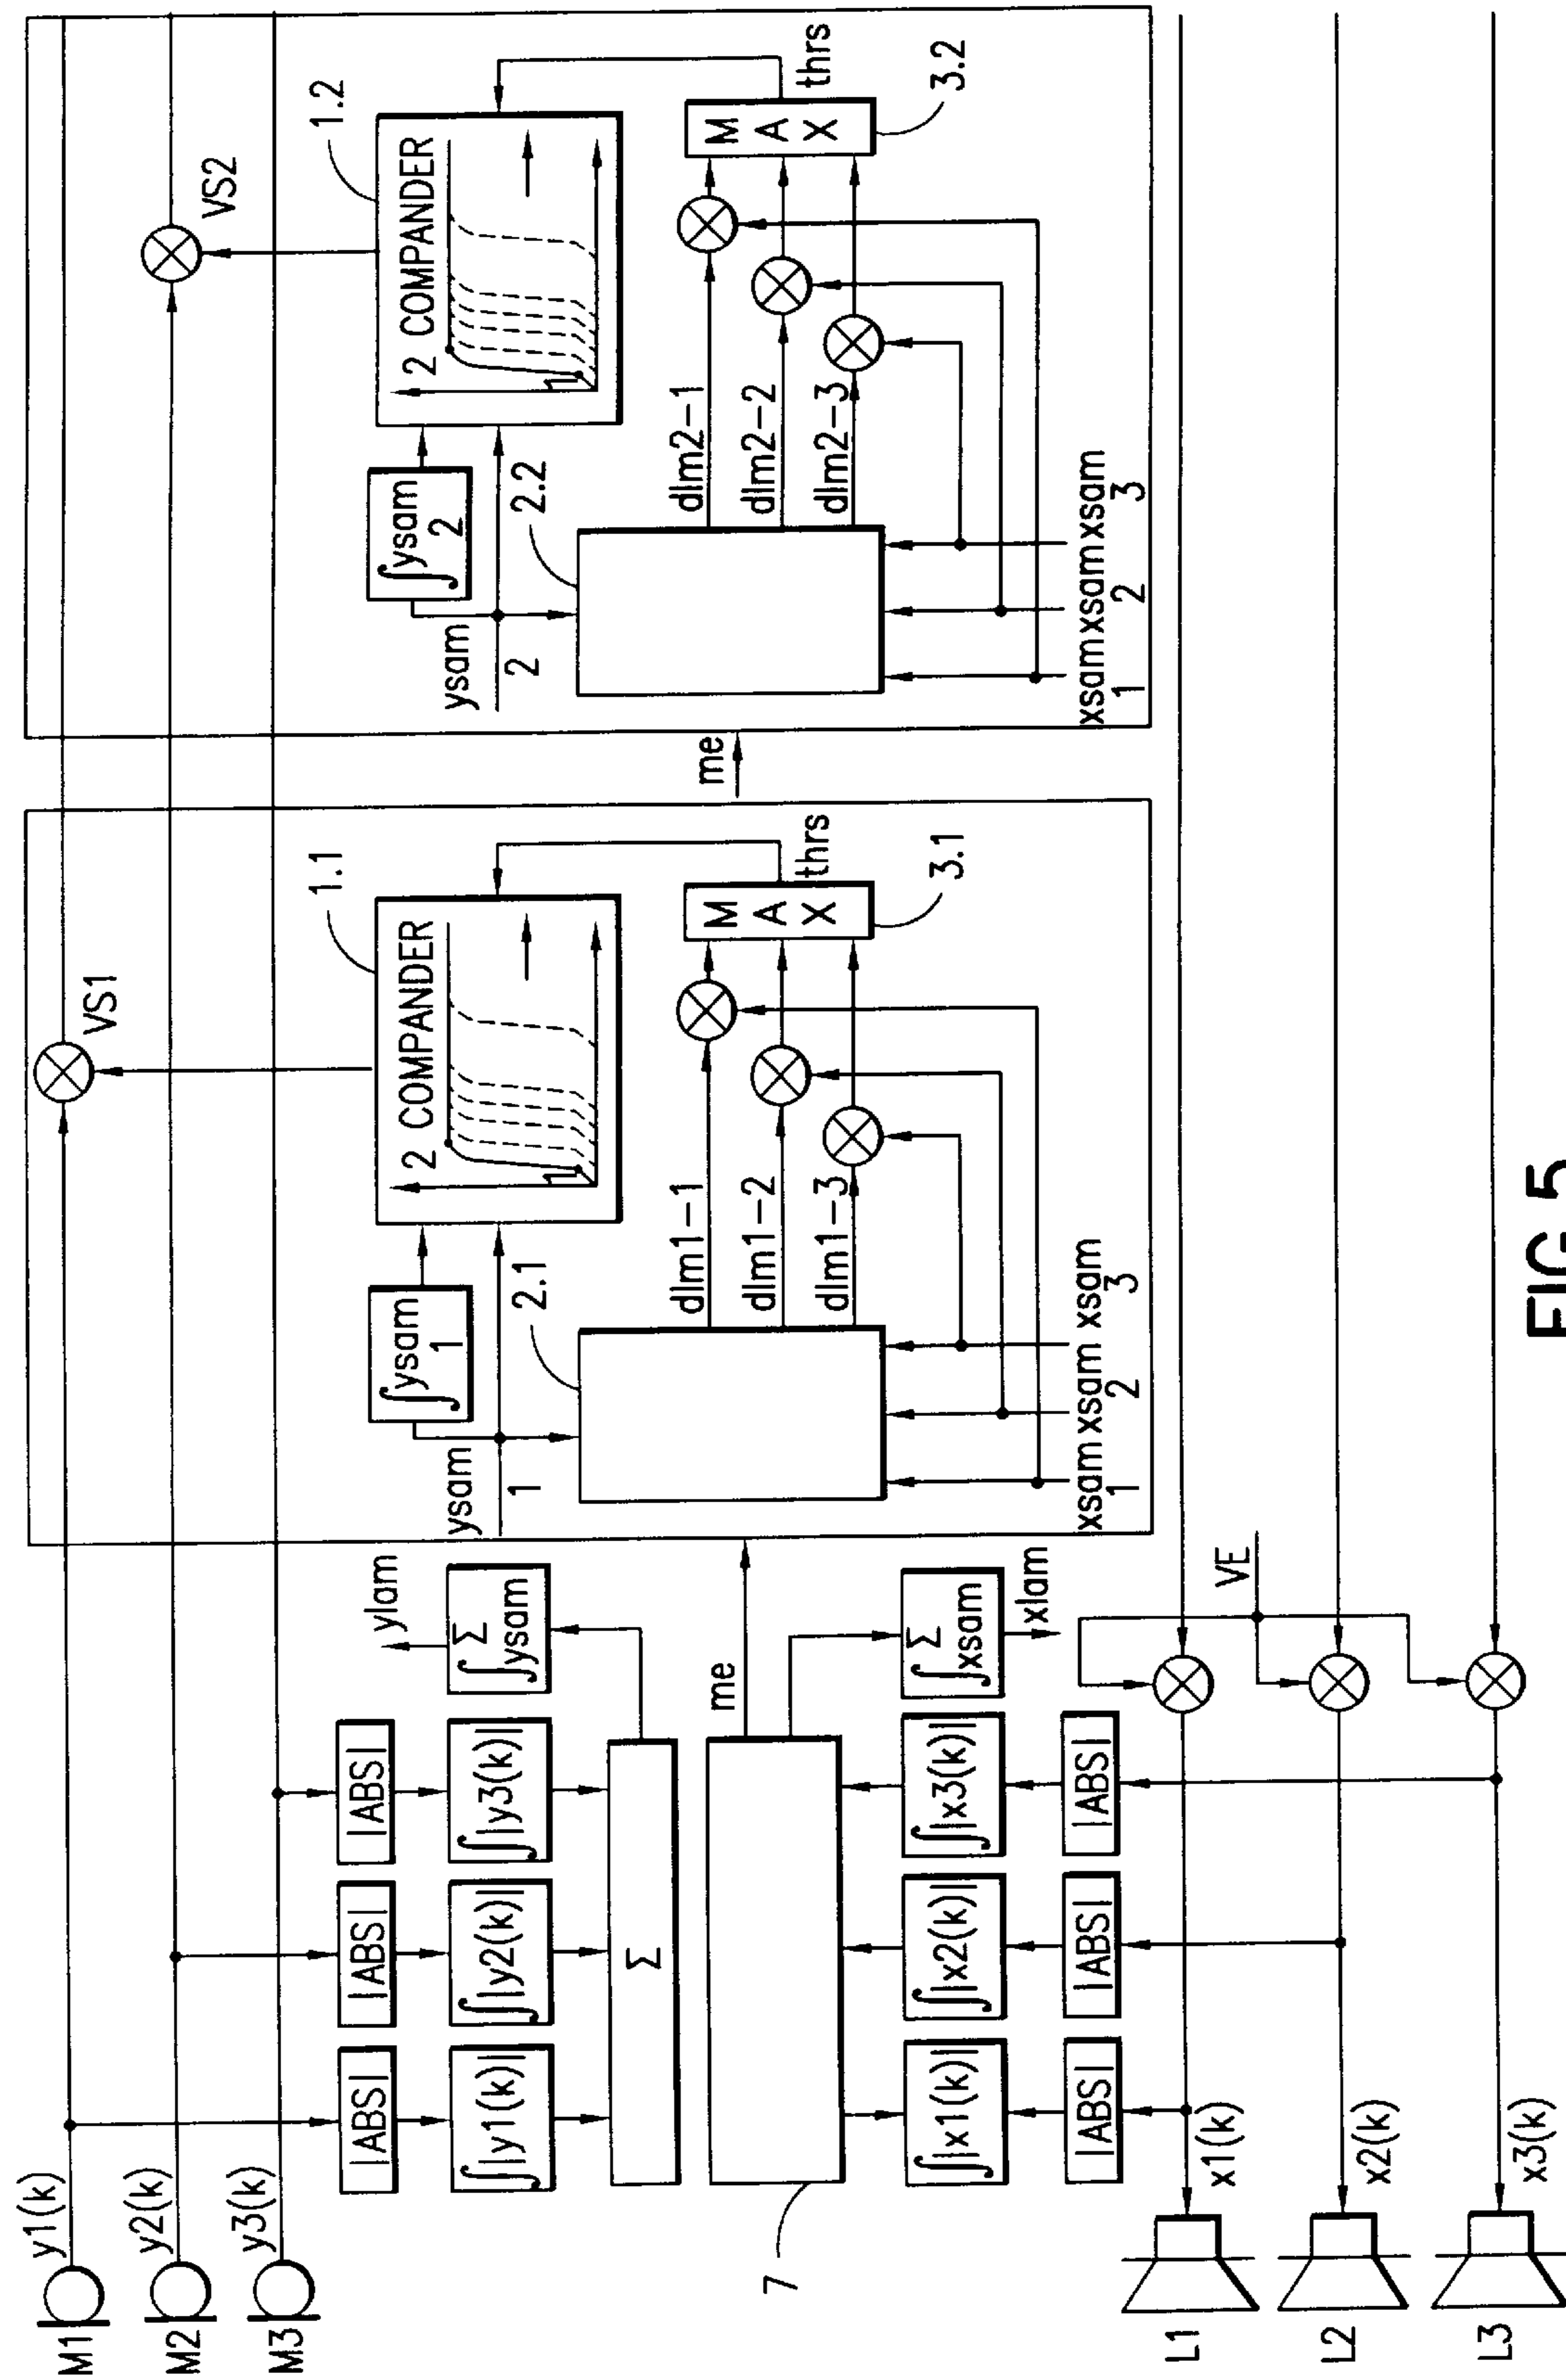 M1
y1(k)
M2
y2(k)
M3
y3(k)
|ABS|
|ABS|
|ABS|
∫|y1(k)|
∫|y2(k)|
∫|y3(k)|
Σ
Σ
∫ysam
ylam
7
me
∫|x1(k)|
∫|x2(k)|
∫|x3(k)|
Σ
∫xsam
xlam
|ABS|
|ABS|
|ABS|
VE
L1
x1(k)
L2
x2(k)
L3
x3(k)
VS1
1.1
2 COMPANDER
1
∫ysam
1
ysam
1
2.1
dlm1-1
dlm1-2
dlm1-3
MAX
thrs
3.1
xsam xsam xsam
1 2 3
me
VS2
1.2
2 COMPANDER
1
∫ysam
2
ysam
2
2.2
dlm2-1
dlm2-2
dlm2-3
MAX
thrs
3.2
xsam xsam xsam
1 2 3
FIG.5